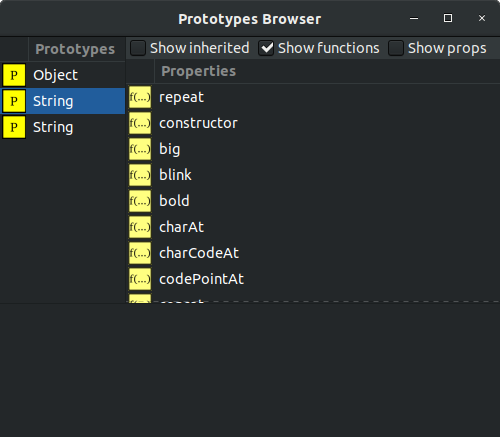 Prototypes Browser
Prototypes
Show inherited Show functions Show props
Properties
P Object
P String
P String
f(...) repeat
f(...) constructor
f(...) big
f(...) blink
f(...) bold
f(...) charAt
f(...) charCodeAt
f(...) codePointAt